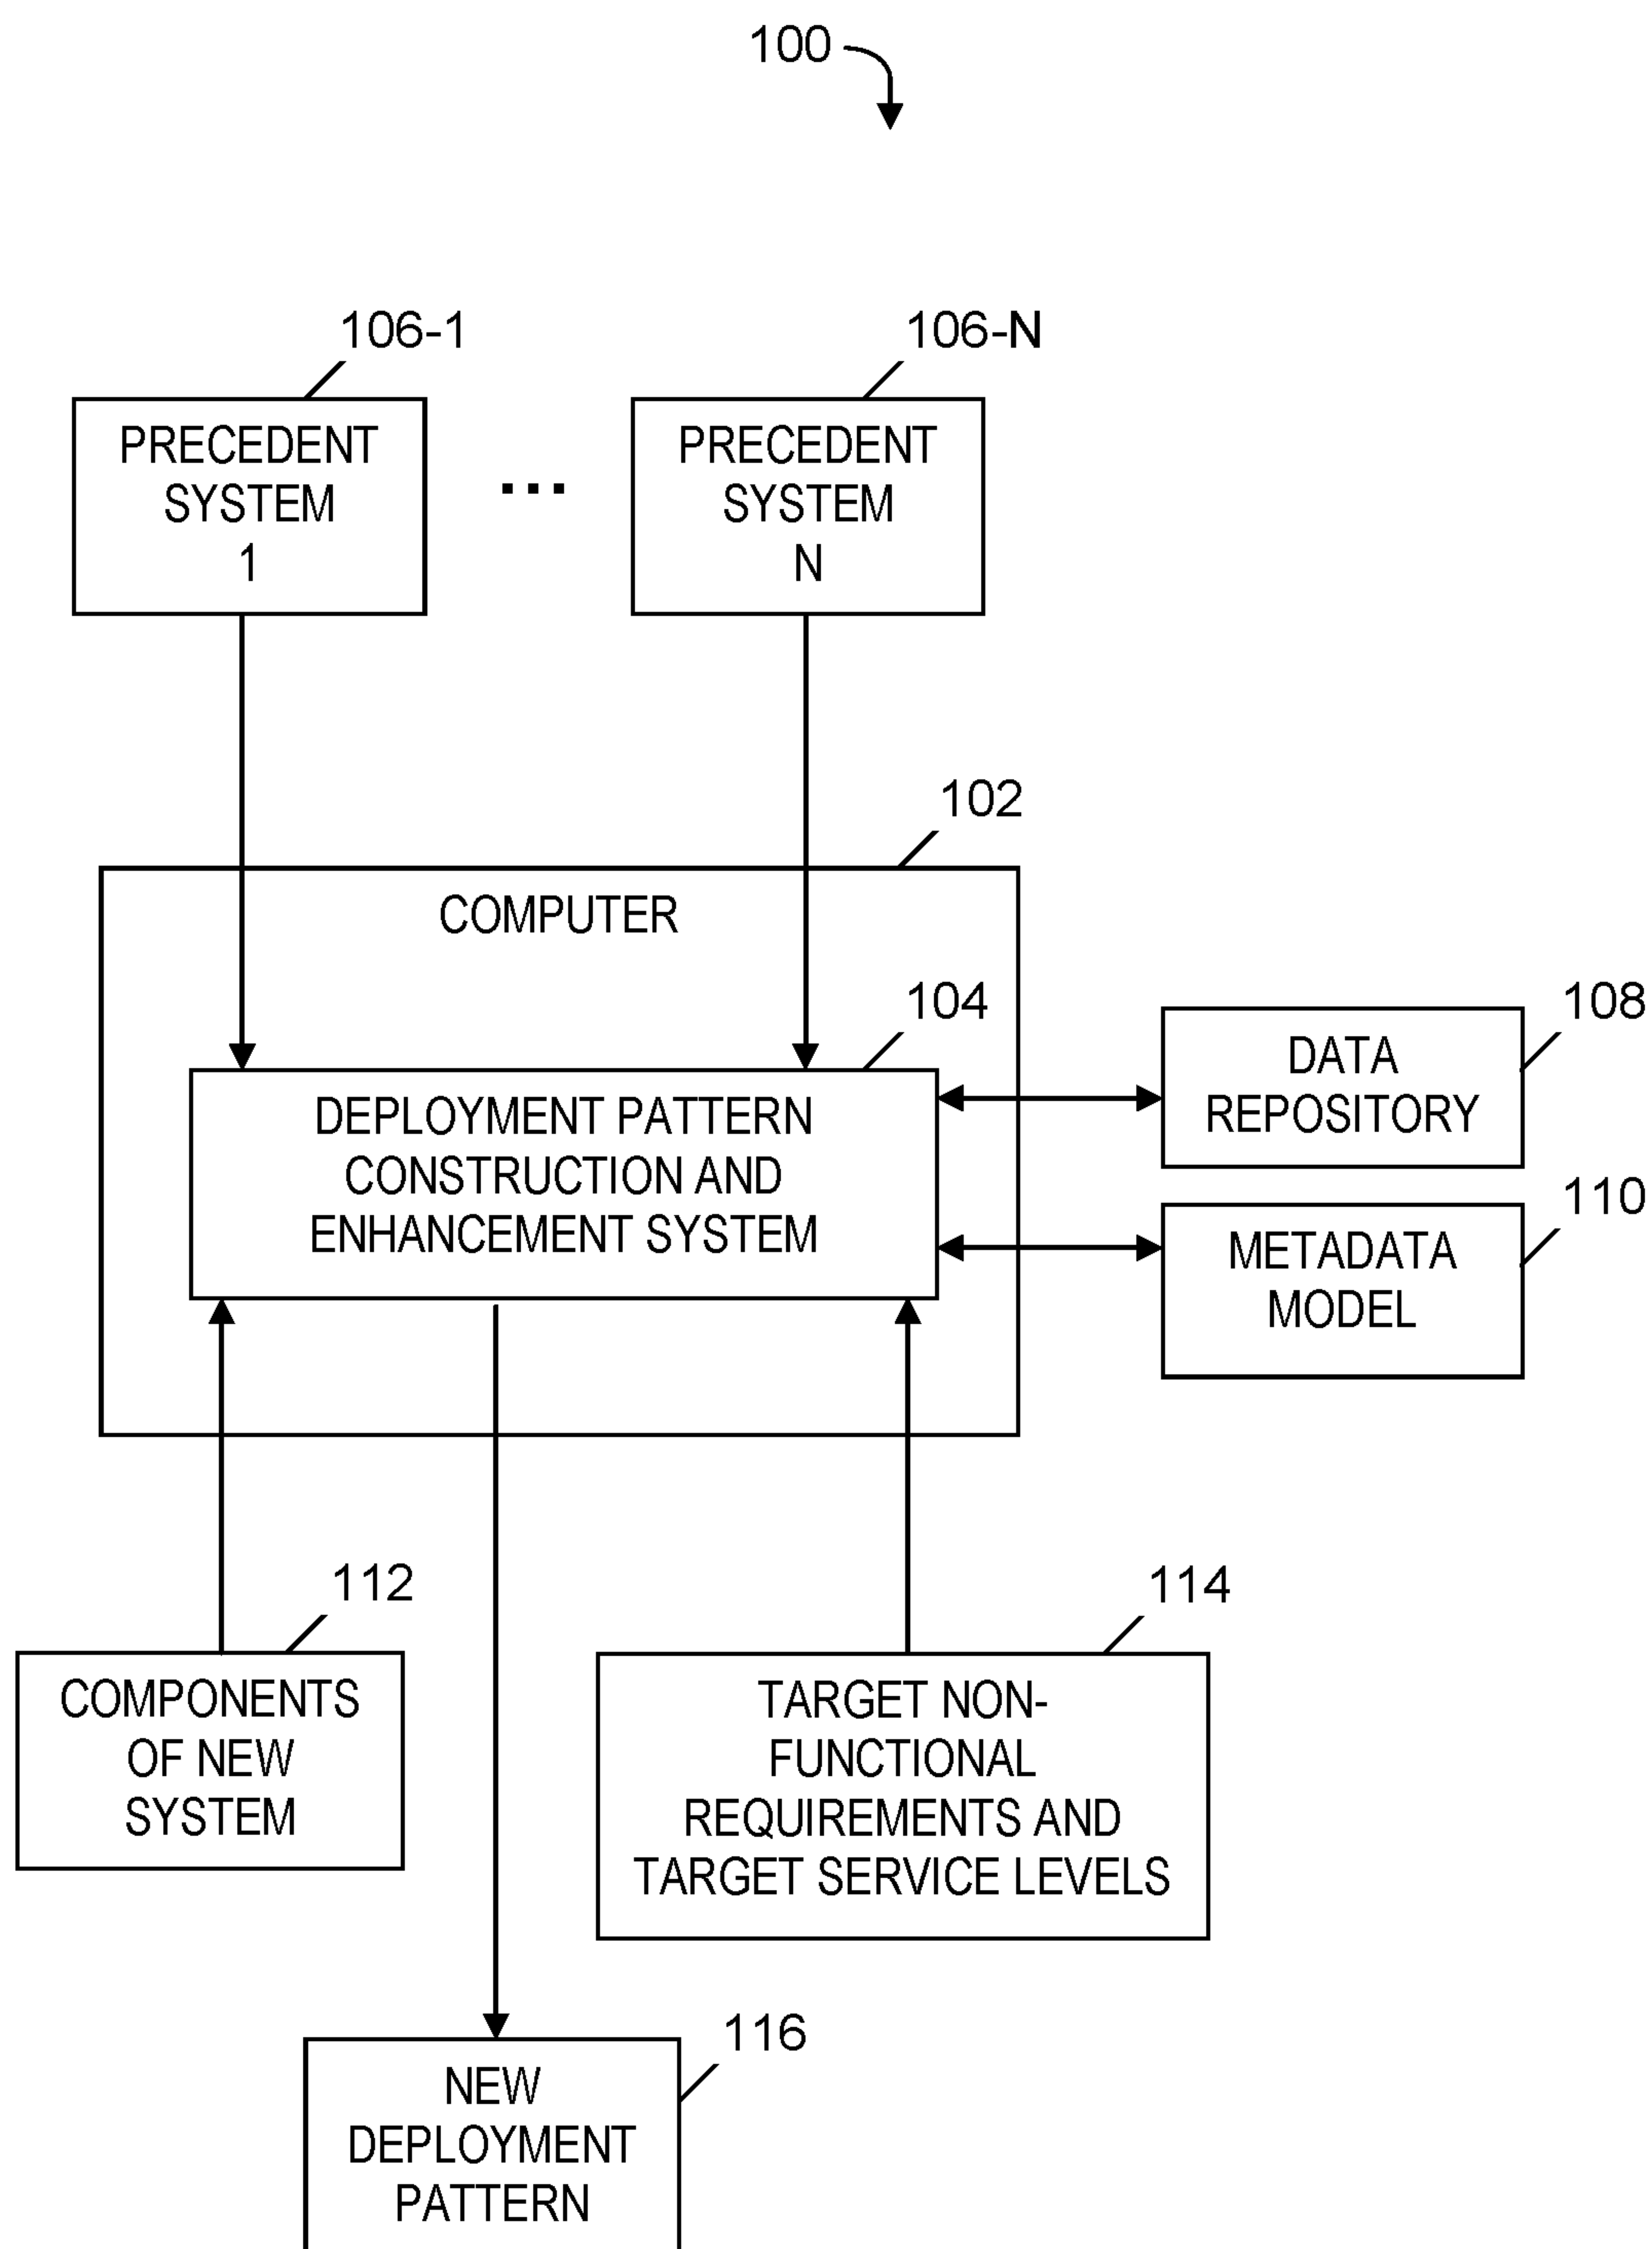 100
106-1
106-N
PRECEDENT
SYSTEM
1
...
PRECEDENT
SYSTEM
N
102
COMPUTER
104
DEPLOYMENT PATTERN
CONSTRUCTION AND
ENHANCEMENT SYSTEM
108
DATA
REPOSITORY
110
METADATA
MODEL
112
COMPONENTS
OF NEW
SYSTEM
114
TARGET NON-
FUNCTIONAL
REQUIREMENTS AND
TARGET SERVICE LEVELS
116
NEW
DEPLOYMENT
PATTERN